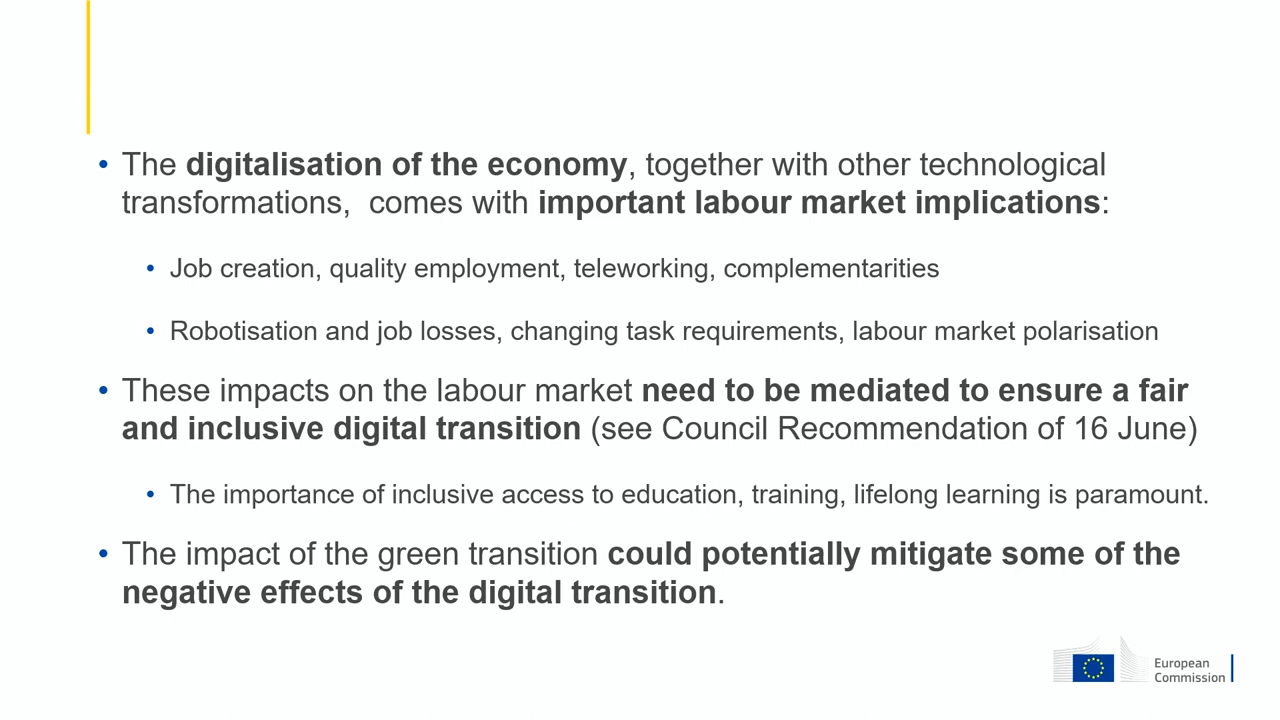 • The digitalisation of the economy, together with other technological
transformations,  comes with important labour market implications:
• Job creation, quality employment, teleworking, complementarities
• Robotisation and job losses, changing task requirements, labour market polarisation
• These impacts on the labour market need to be mediated to ensure a fair
and inclusive digital transition (see Council Recommendation of 16 June)
• The importance of inclusive access to education, training, lifelong learning is paramount.
• The impact of the green transition could potentially mitigate some of the
negative effects of the digital transition.
European
Commission